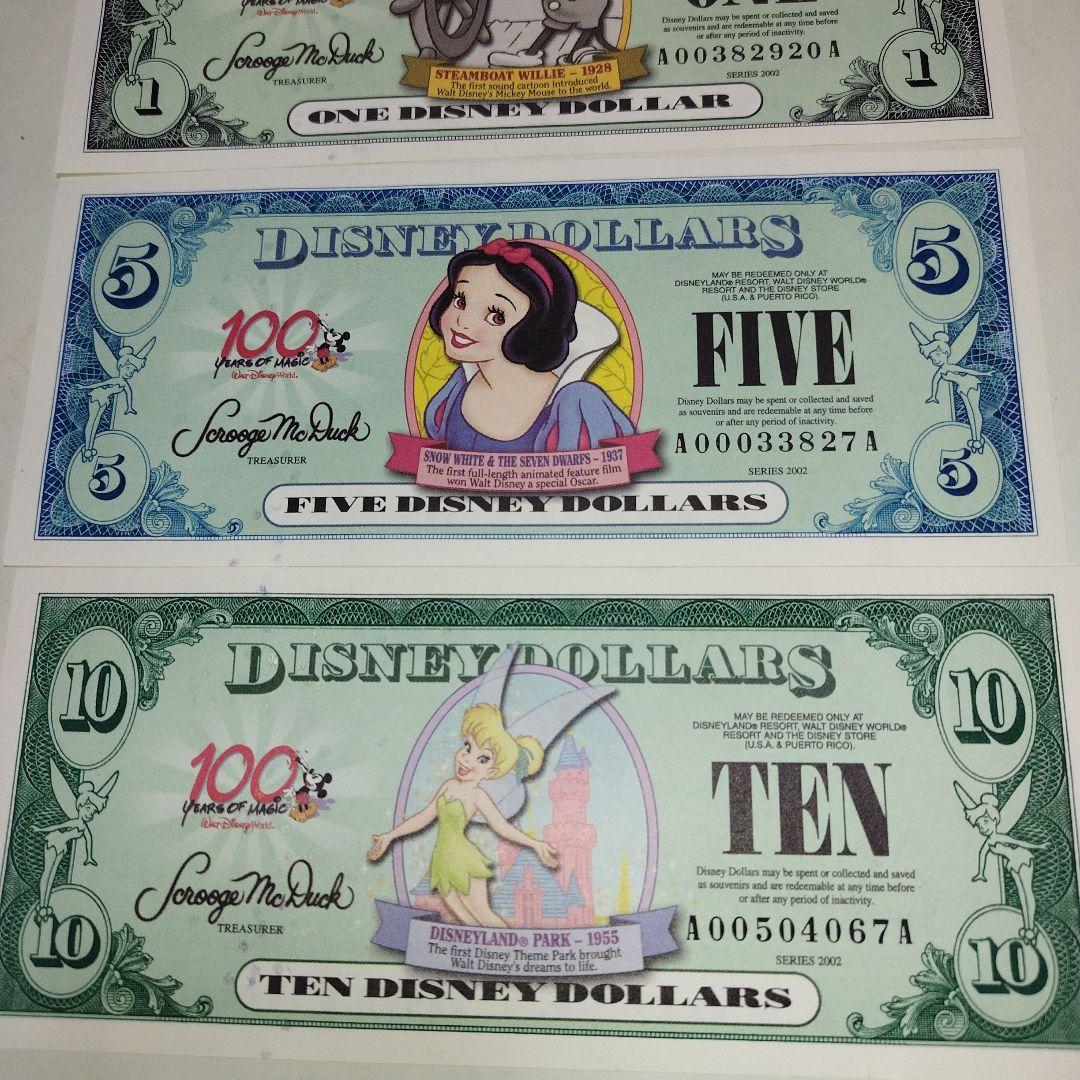 Walt Disney World.
Scrooge McDuck
TREASURER
1
STEAMBOAT WILLIE – 1928
The first sound cartoon introduced
Walt Disney's Mickey Mouse to the world.
ONE DISNEY DOLLAR
Disney Dollars may be spent or collected and saved
as souvenirs and are redeemable at any time before
or after any period of inactivity.
A00382920A
SERIES 2002
1
5
DISNEY DOLLARS
5
100
YEARS OF MAGIC
Walt Disney World.
MAY BE REDEEMED ONLY AT
DISNEYLAND® RESORT, WALT DISNEY WORLD®
RESORT AND THE DISNEY STORE
(U.S.A. & PUERTO RICO).
FIVE
Disney Dollars may be spent or collected and saved
as souvenirs and are redeemable at any time before
or after any period of inactivity.
Scrooge McDuck
TREASURER
A00033827A
SERIES 2002
SNOW WHITE & THE SEVEN DWARFS – 1937
The first full-length animated feature film
won Walt Disney a special Oscar.
5
FIVE DISNEY DOLLARS
5
10
DISNEY DOLLARS
10
100
YEARS OF MAGIC
Walt Disney World.
MAY BE REDEEMED ONLY AT
DISNEYLAND® RESORT, WALT DISNEY WORLD®
RESORT AND THE DISNEY STORE
(U.S.A. & PUERTO RICO).
TEN
Disney Dollars may be spent or collected and saved
as souvenirs and are redeemable at any time before
or after any period of inactivity.
Scrooge McDuck
TREASURER
A00504067A
SERIES 2002
DISNEYLAND® PARK – 1955
The first Disney Theme Park brought
Walt Disney's dreams to life.
10
TEN DISNEY DOLLARS
10